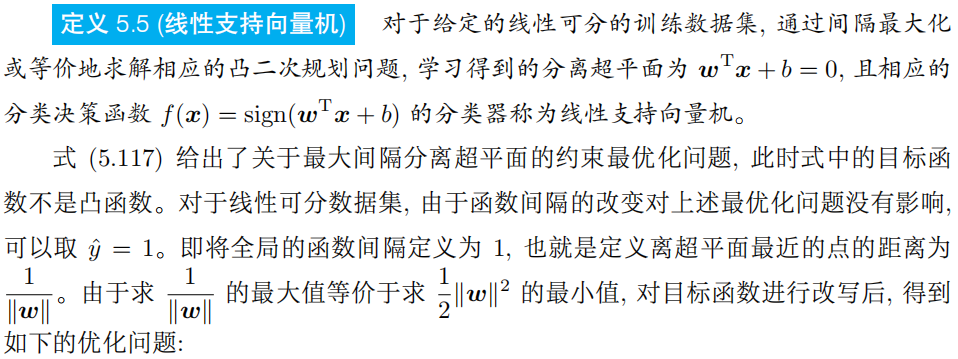 定义 5.5 (线性支持向量机) 对于给定的线性可分的训练数据集, 通过间隔最大化
或等价地求解相应的凸二次规划问题, 学习得到的分离超平面为 $\boldsymbol{w}^{\mathrm{T}}\boldsymbol{x} + b = 0$, 且相应的
分类决策函数 $f(\boldsymbol{x}) = \mathrm{sign}(\boldsymbol{w}^{\mathrm{T}}\boldsymbol{x} + b)$ 的分类器称为线性支持向量机。
式 (5.117) 给出了关于最大间隔分离超平面的约束最优化问题, 此时式中的目标函
数不是凸函数。对于线性可分数据集, 由于函数间隔的改变对上述最优化问题没有影响,
可以取 $\hat{y} = 1$。即将全局的函数间隔定义为 1, 也就是定义离超平面最近的点的距离为
$\frac{1}{\|\boldsymbol{w}\|}$。由于求 $\frac{1}{\|\boldsymbol{w}\|}$ 的最大值等价于求 $\frac{1}{2}\|\boldsymbol{w}\|^2$ 的最小值, 对目标函数进行改写后, 得到
如下的优化问题: